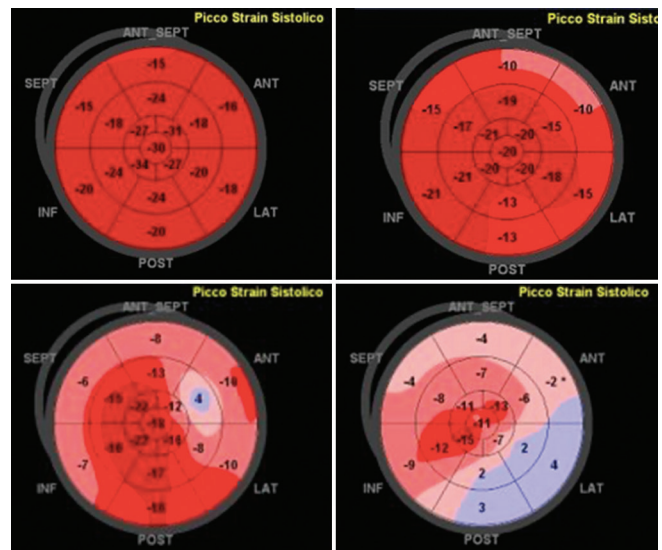 Picco Strain Sistolico
ANT_SEPT
-15
SEPT ANT
-24
-15 -16
-18 -27 -31 -18
-30
-24 -34 -27 -20
-20 -18
-24
INF LAT
-20
POST
Picco Strain Sisto
ANT_SEPT
-10
SEPT ANT
-19
-15 -10
-17 -21 -20 -15
-20
-21 -20 -20 -18
-21 -15
-13
INF LAT
-13
POST
Picco Strain Sistolico
ANT_SEPT
-8
SEPT ANT
-13
-6 -10
-15 -22 -12 4
-18
-16 -22 -16 -8
-7 -10
-17
INF LAT
-18
POST
Picco Strain Sistolico
ANT_SEPT
-4
SEPT ANT
-7
-4 -2 *
-8 -11 -13 -6
-11
-12 -15 -7 2
-9 4
2
INF LAT
3
POST